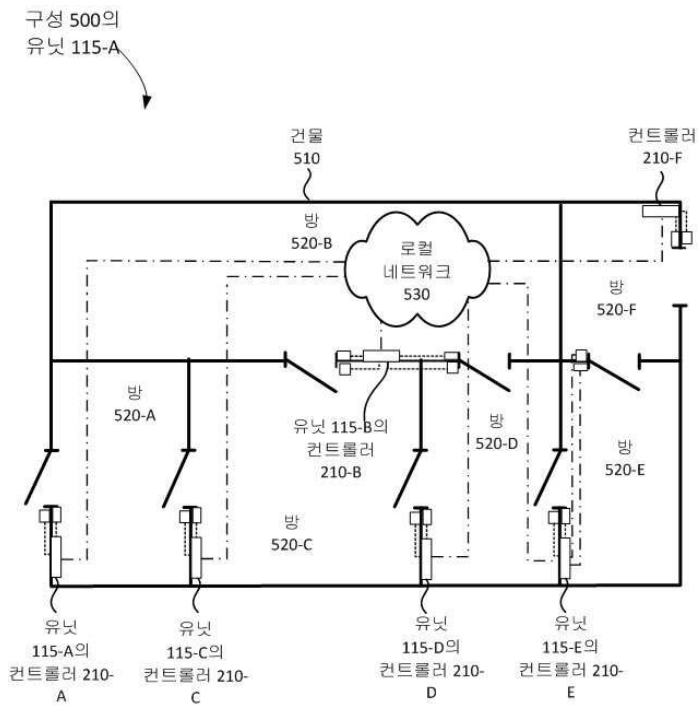 구성 500의
유닛 115-A
건물
510
컨트롤러
210-F
방
520-B
로컬
네트워크
530
방
520-F
방
520-A
유닛 115-B의
컨트롤러
210-B
방
520-D
방
520-E
방
520-C
유닛
115-A의
컨트롤러 210-
A
유닛
115-C의
컨트롤러 210-
C
유닛
115-D의
컨트롤러 210-
D
유닛
115-E의
컨트롤러 210-
E